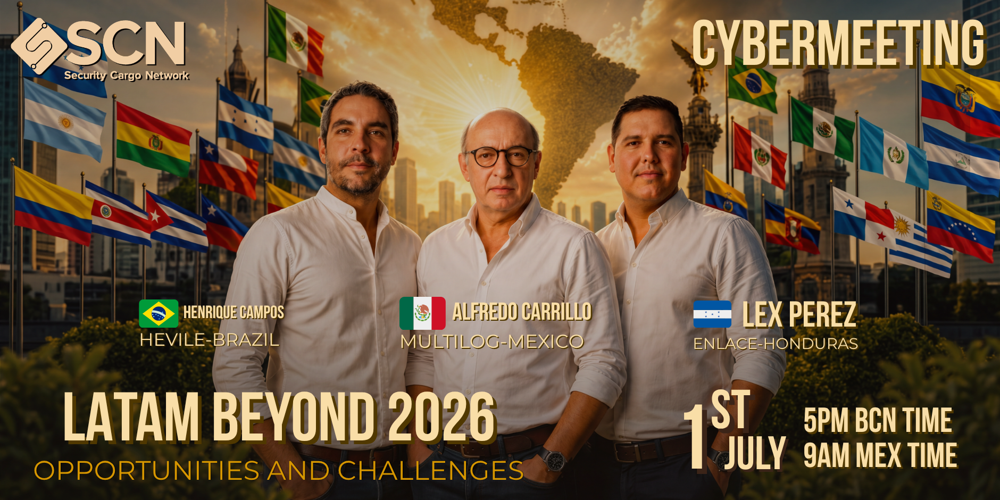 SCN
Security Cargo Network
CYBERMEETING
HENRIQUE CAMPOS
HEVILE-BRAZIL
ALFREDO CARRILLO
MULTILOG-MEXICO
LEX PEREZ
ENLACE-HONDURAS
LATAM BEYOND 2026
OPPORTUNITIES AND CHALLENGES
1ST
JULY
5PM BCN TIME
9AM MEX TIME